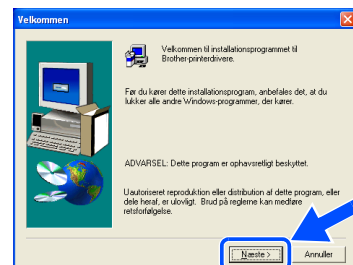 Velkommen
Velkommen til installationsprogrammet til
Brother-printerdrivere.
Før du kører dette installationsprogram, anbefales det, at du
lukker alle andre Windows-programmer, der kører.
ADVARSEL: Dette program er ophavsretligt beskyttet.
Uautoriseret reproduktion eller distribution af dette program, eller
dele heraf, er ulovligt. Brud på reglerne kan medføre
retsforfølgelse.
Næste >
Annuller